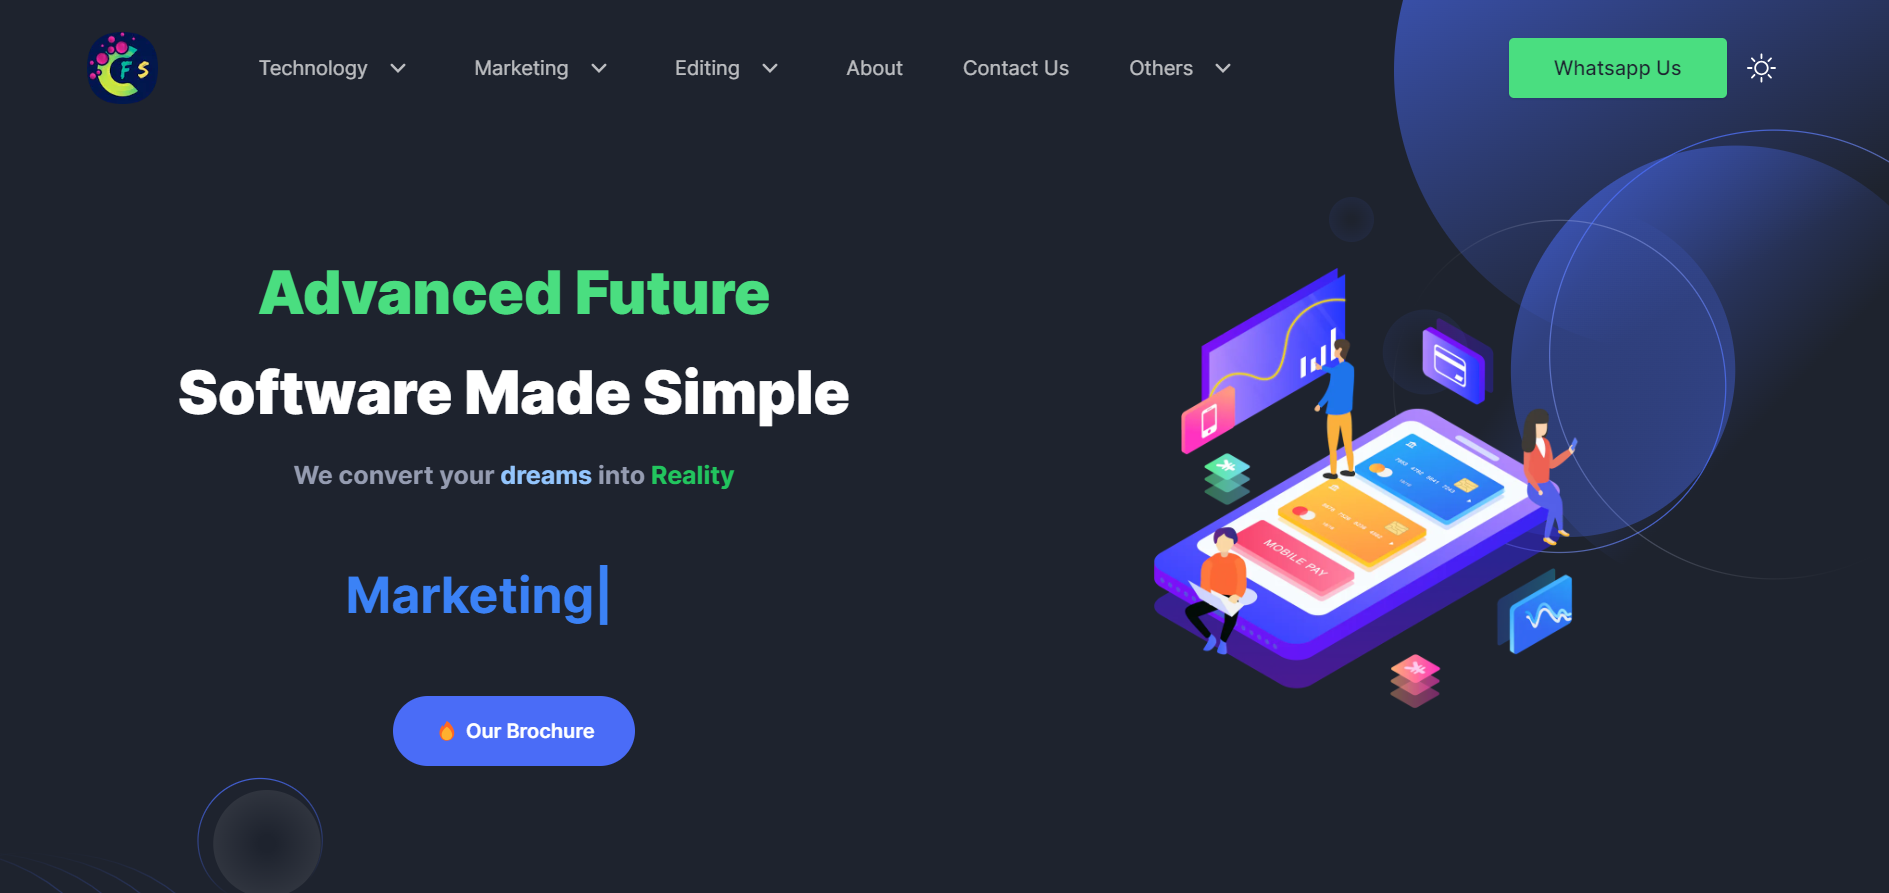 FS
Technology
Marketing
Editing
About
Contact Us
Others
Whatsapp Us
Advanced Future
Software Made Simple
We convert your dreams into Reality
Marketing|
🔥 Our Brochure
MOBILE PAY